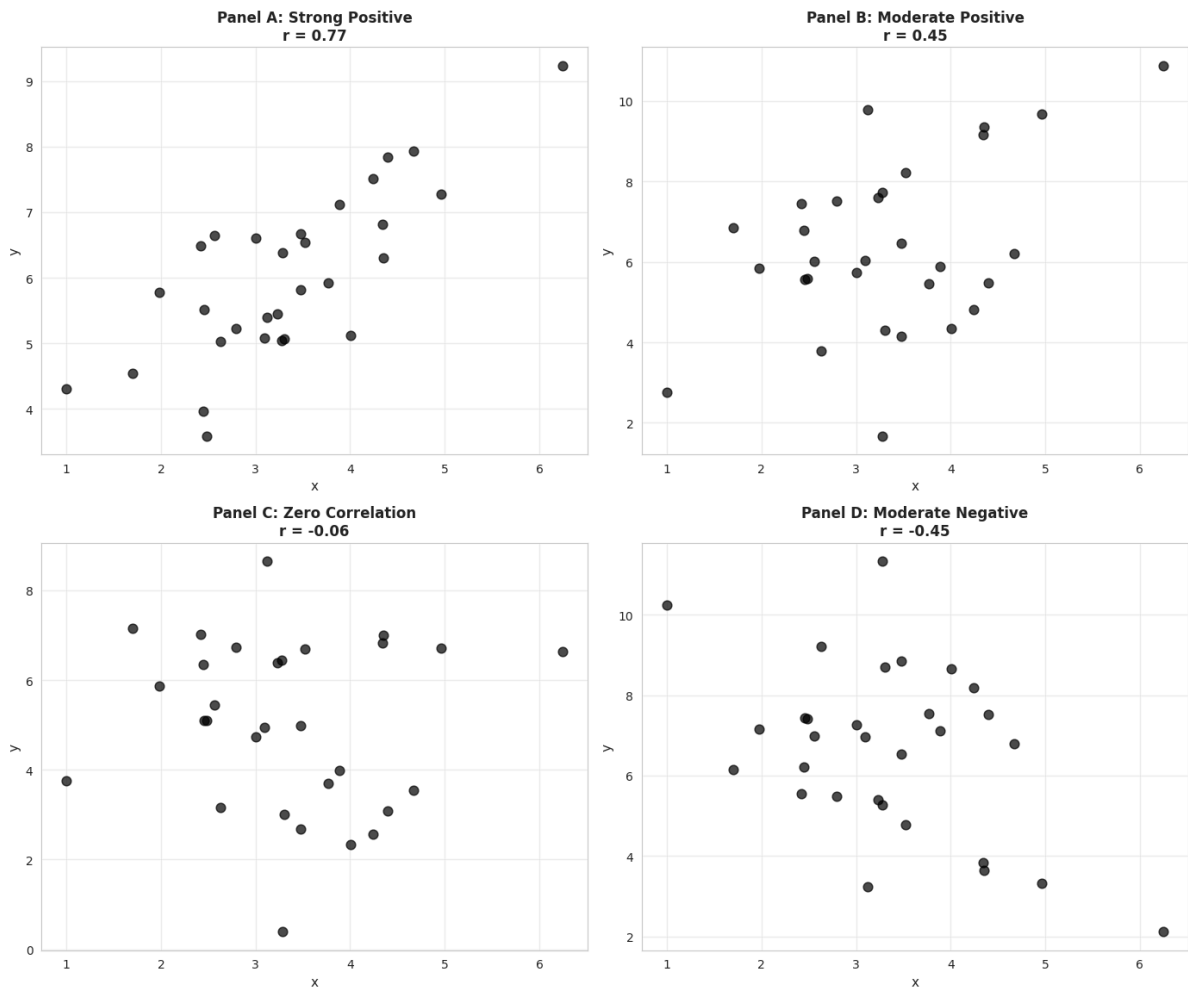 Panel A: Strong Positive
r = 0.77
9
8
7
6
5
4
y
1 2 3 4 5 6
x
Panel B: Moderate Positive
r = 0.45
10
8
6
4
2
y
1 2 3 4 5 6
x
Panel C: Zero Correlation
r = -0.06
8
6
4
2
0
y
1 2 3 4 5 6
x
Panel D: Moderate Negative
r = -0.45
10
8
6
4
2
y
1 2 3 4 5 6
x